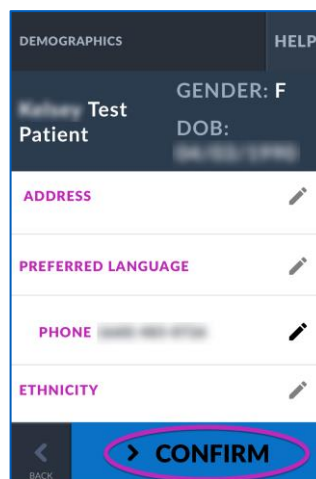 DEMOGRAPHICS
HELP
Test
Patient
GENDER: F
DOB:
ADDRESS
PREFERRED LANGUAGE
PHONE
ETHNICITY
BACK
> CONFIRM